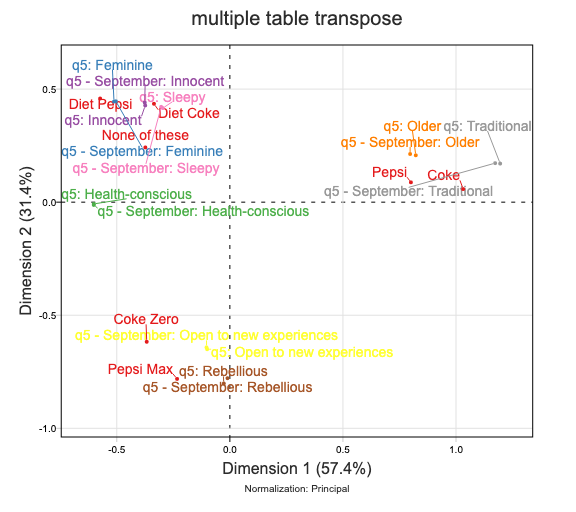 multiple table transpose
q5: Feminine
q5 - September: Innocent
q5: Sleepy
Diet Pepsi
Diet Coke
q5: Innocent
None of these
q5 - September: Feminine
q5 - September: Sleepy
q5: Older
q5: Traditional
q5 - September: Older
Pepsi
Coke
q5 - September: Traditional
q5: Health-conscious
q5 - September: Health-conscious
Coke Zero
q5 - September: Open to new experiences
q5: Open to new experiences
Pepsi Max
q5: Rebellious
q5 - September: Rebellious
0.5
0.0
-0.5
-1.0
Dimension 2 (31.4%)
-0.5
0.0
0.5
1.0
Dimension 1 (57.4%)
Normalization: Principal